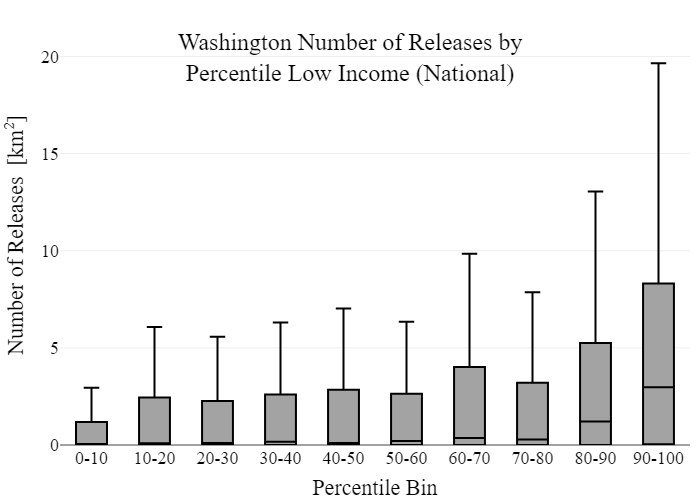 Washington Number of Releases by
Percentile Low Income (National)
Number of Releases [km²]
20
15
10
5
0
0-10 10-20 20-30 30-40 40-50 50-60 60-70 70-80 80-90 90-100
Percentile Bin